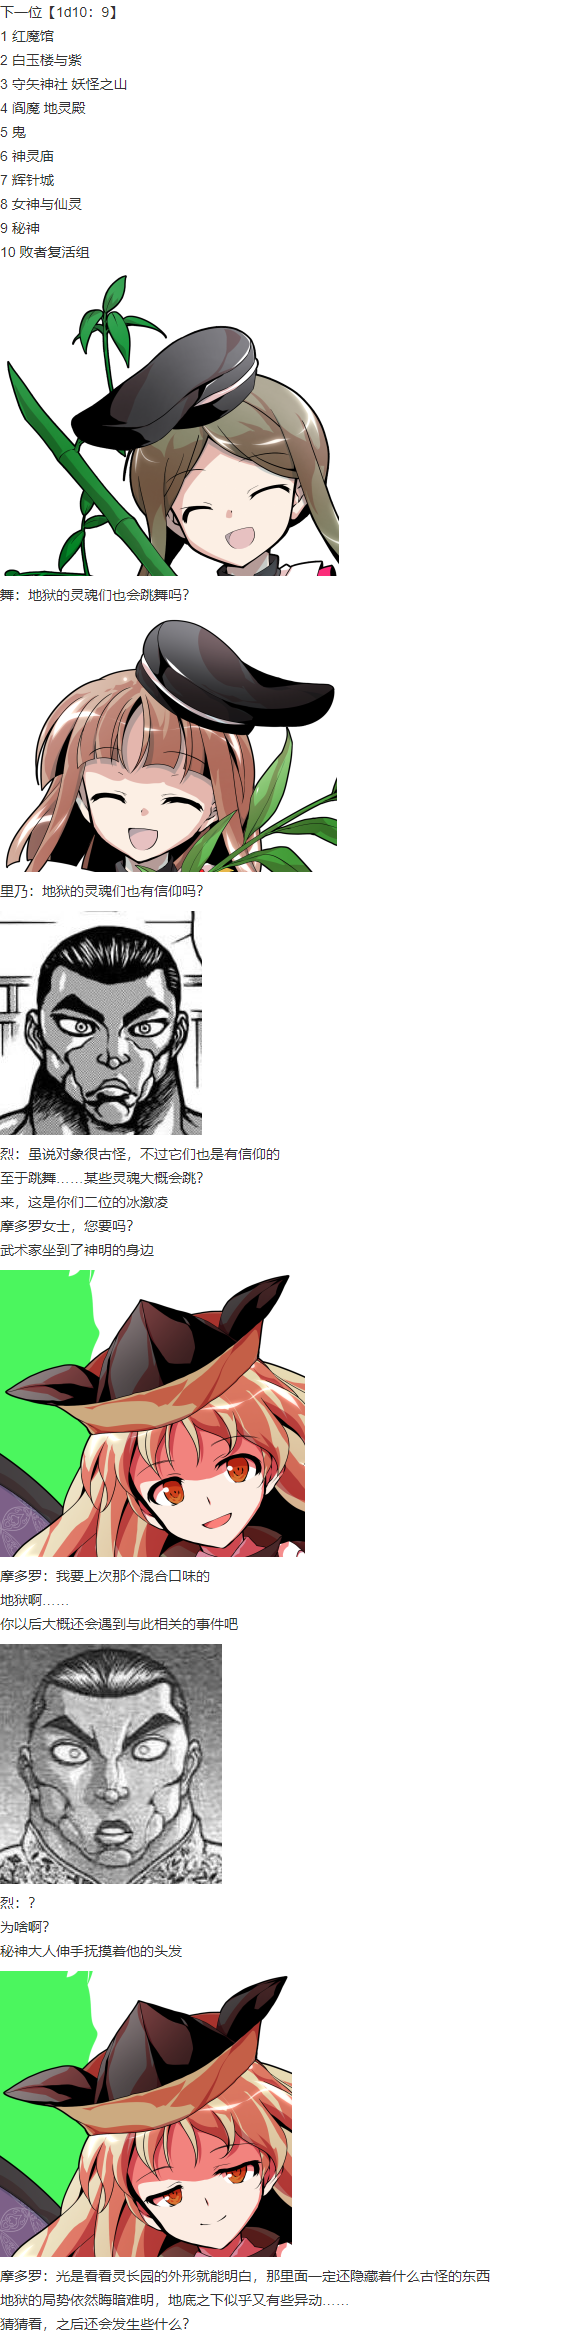 下一位【1d10：9】
1 红魔馆
2 白玉楼与紫
3 守矢神社 妖怪之山
4 阎魔 地灵殿
5 鬼
6 神灵庙
7 辉针城
8 女神与仙灵
9 秘神
10 败者复活组
舞：地狱的灵魂们也会跳舞吗？
里乃：地狱的灵魂们也有信仰吗？
烈：虽说对象很古怪，不过它们也是有信仰的
至于跳舞……某些灵魂大概会跳？
来，这是你们二位的冰激凌
摩多罗女士，您要吗？
武术家坐到了神明的身边
摩多罗：我要上次那个混合口味的
地狱啊……
你以后大概还会遇到与此相关的事件吧
烈：？
为啥啊？
秘神大人伸手抚摸着他的头发
摩多罗：光是看看灵长园的外形就能明白，那里面一定还隐藏着什么古怪的东西
地狱的局势依然晦暗难明，地底之下似乎又有些异动……
猜猜看，之后还会发生些什么？